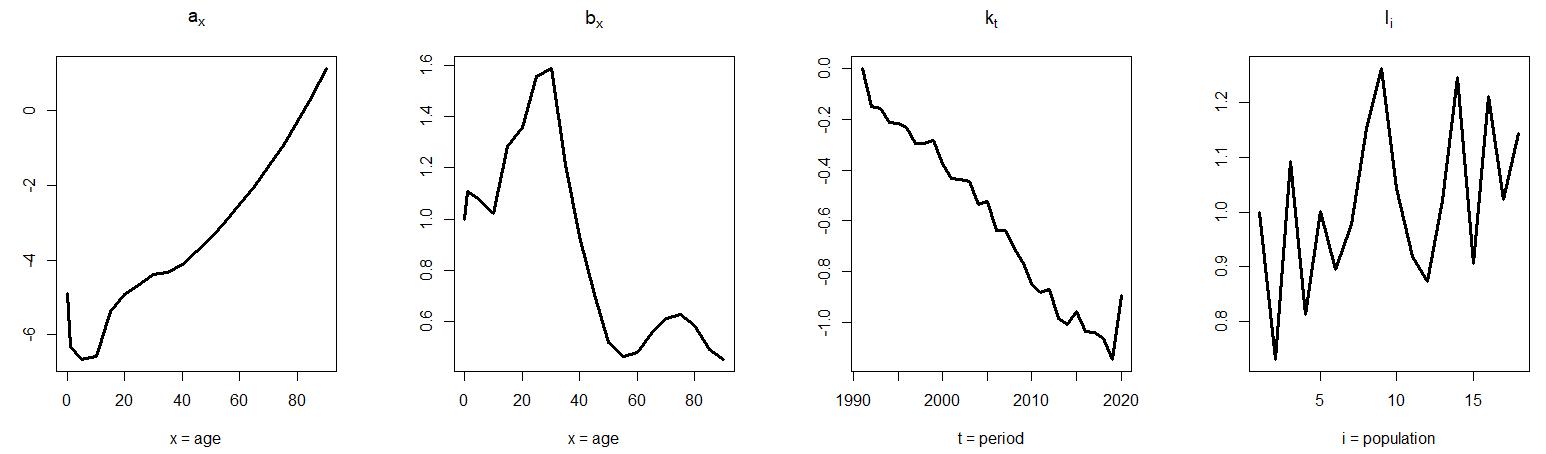 a_x
0
-2
-4
-6
0 20 40 60 80
x = age
b_x
1.6
1.4
1.2
1.0
0.8
0.6
0 20 40 60 80
x = age
k_t
0.0
-0.2
-0.4
-0.6
-0.8
-1.0
1990 2000 2010 2020
t = period
I_i
1.2
1.1
1.0
0.9
0.8
5 10 15
i = population